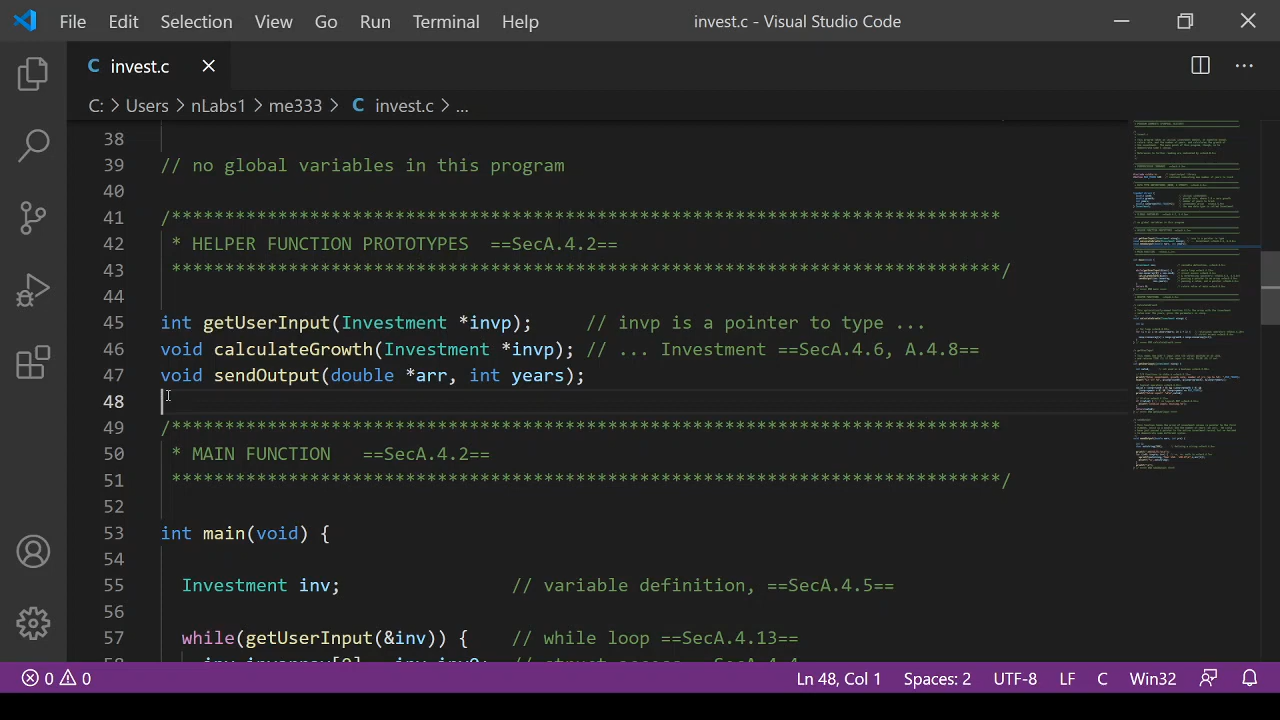 File Edit Selection View Go Run Terminal Help invest.c - Visual Studio Code
C invest.c
C: > Users > nLabs1 > me333 > C invest.c > ...
38
39 // no global variables in this program
40
41 /******************************************************************************
42 * HELPER FUNCTION PROTOTYPES ==SecA.4.2==
43 ******************************************************************************/
44
45 int getUserInput(Investment *invp); // invp is a pointer to type ...
46 void calculateGrowth(Investment *invp); // ... Investment ==SecA.4.6, A.4.8==
47 void sendOutput(double *arr, int years);
48
49 /******************************************************************************
50 * MAIN FUNCTION ==SecA.4.2==
51 ******************************************************************************/
52
53 int main(void) {
54
55 Investment inv; // variable definition, ==SecA.4.5==
56
57 while(getUserInput(&inv)) { // while loop ==SecA.4.13==
0 0 Ln 48, Col 1 Spaces: 2 UTF-8 LF C Win32